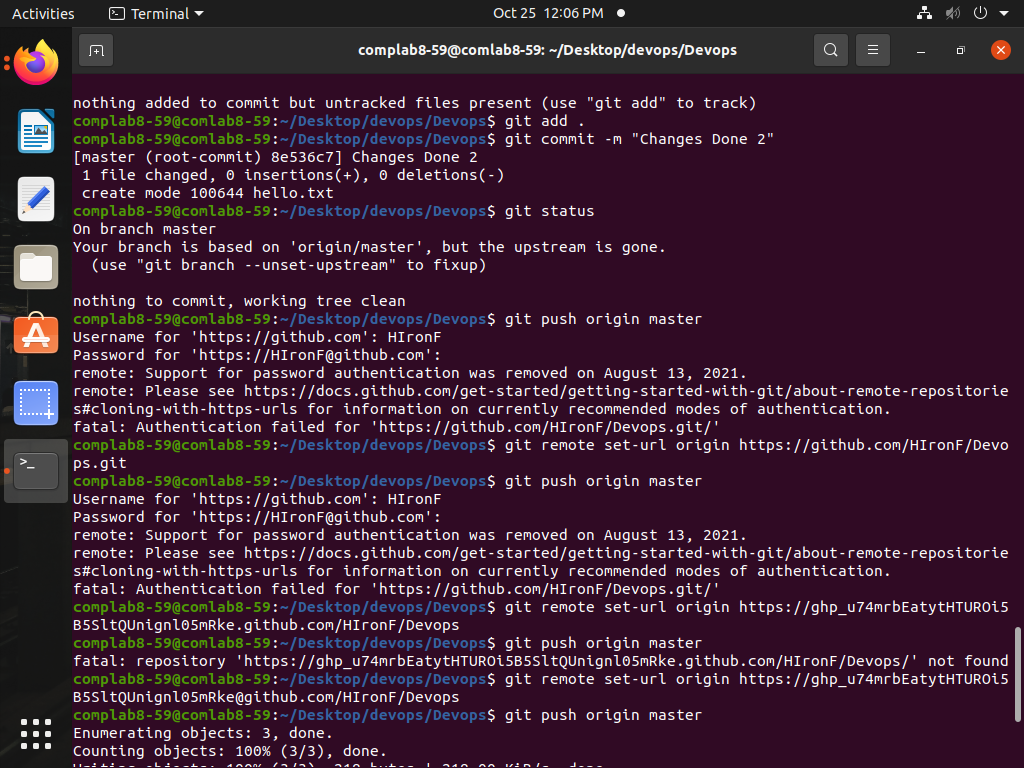 Activities
Terminal
Oct 25 12:06 PM
complab8-59@comlab8-59: ~/Desktop/devops/Devops
nothing added to commit but untracked files present (use "git add" to track)
complab8-59@comlab8-59:~/Desktop/devops/Devops$ git add .
complab8-59@comlab8-59:~/Desktop/devops/Devops$ git commit -m "Changes Done 2"
[master (root-commit) 8e536c7] Changes Done 2
1 file changed, 0 insertions(+), 0 deletions(-)
create mode 100644 hello.txt
complab8-59@comlab8-59:~/Desktop/devops/Devops$ git status
On branch master
Your branch is based on 'origin/master', but the upstream is gone.
(use "git branch --unset-upstream" to fixup)
nothing to commit, working tree clean
complab8-59@comlab8-59:~/Desktop/devops/Devops$ git push origin master
Username for 'https://github.com': HIronF
Password for 'https://HIronF@github.com':
remote: Support for password authentication was removed on August 13, 2021.
remote: Please see https://docs.github.com/get-started/getting-started-with-git/about-remote-repositorie
s#cloning-with-https-urls for information on currently recommended modes of authentication.
fatal: Authentication failed for 'https://github.com/HIronF/Devops.git/'
complab8-59@comlab8-59:~/Desktop/devops/Devops$ git remote set-url origin https://github.com/HIronF/Devo
ps.git
complab8-59@comlab8-59:~/Desktop/devops/Devops$ git push origin master
Username for 'https://github.com': HIronF
Password for 'https://HIronF@github.com':
remote: Support for password authentication was removed on August 13, 2021.
remote: Please see https://docs.github.com/get-started/getting-started-with-git/about-remote-repositorie
s#cloning-with-https-urls for information on currently recommended modes of authentication.
fatal: Authentication failed for 'https://github.com/HIronF/Devops.git/'
complab8-59@comlab8-59:~/Desktop/devops/Devops$ git remote set-url origin https://ghp_u74mrbEatytHTUROi5
B5SltQUnignl05mRke.github.com/HIronF/Devops
complab8-59@comlab8-59:~/Desktop/devops/Devops$ git push origin master
fatal: repository 'https://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.github.com/HIronF/Devops/' not found
complab8-59@comlab8-59:~/Desktop/devops/Devops$ git remote set-url origin https://ghp_u74mrbEatytHTUROi5
B5SltQUnignl05mRke@github.com/HIronF/Devops
complab8-59@comlab8-59:~/Desktop/devops/Devops$ git push origin master
Enumerating objects: 3, done.
Counting objects: 100% (3/3), done.